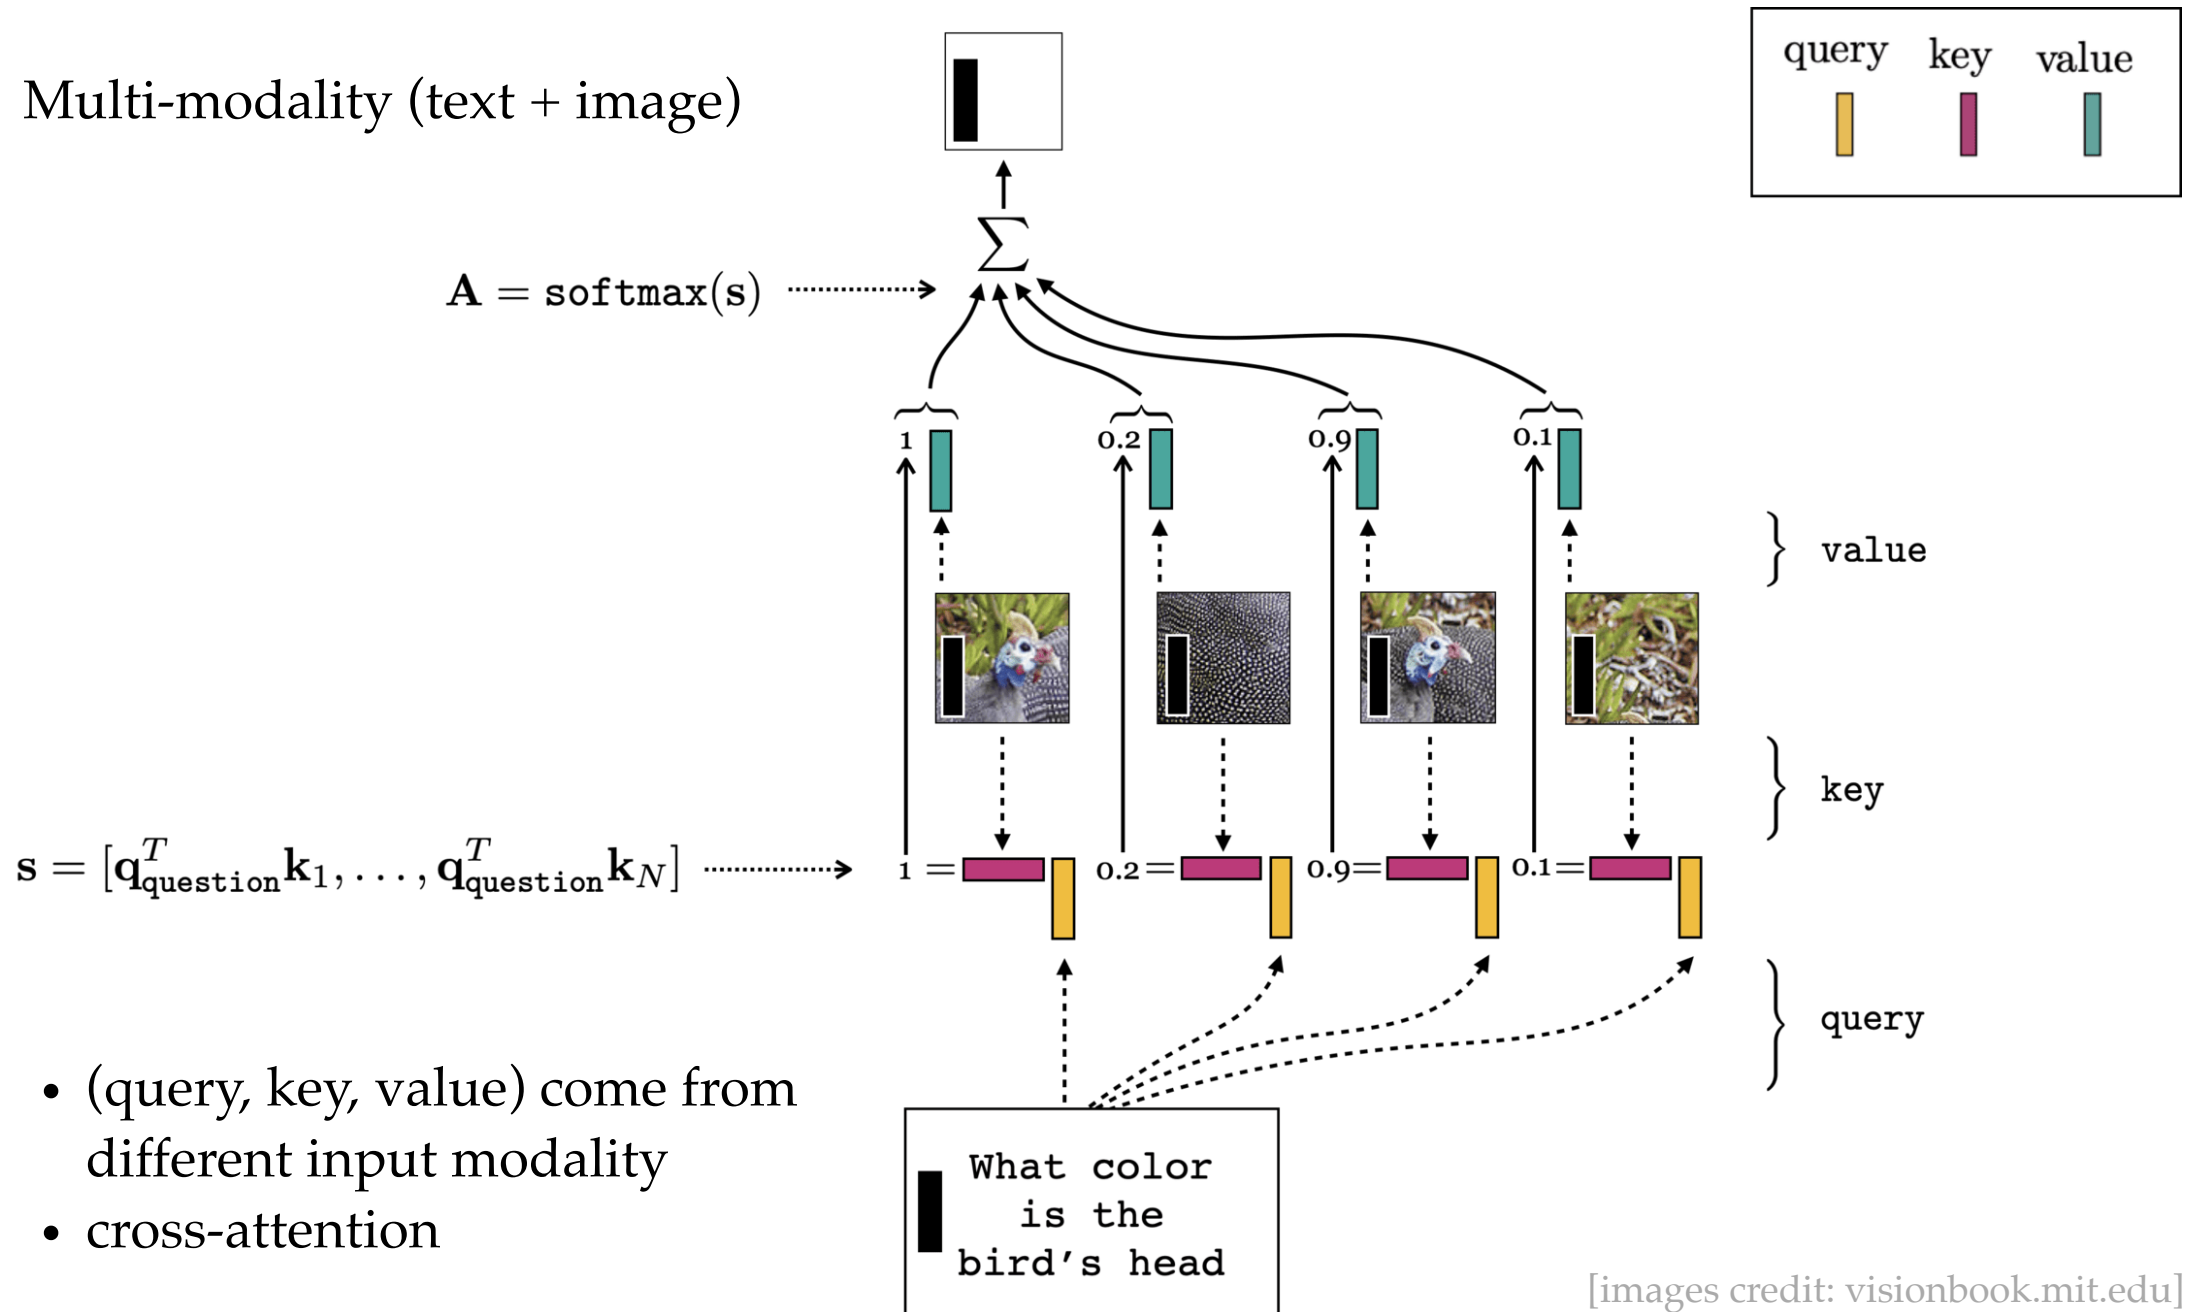 Multi-modality (text + image)
query key value
∑
A = softmax(s)
1 0.2 0.9 0.1
value
key
s = [q^T_question k_1, ..., q^T_question k_N]
1 = 0.2= 0.9= 0.1=
query
• (query, key, value) come from
different input modality
• cross-attention
What color
is the
bird's head
[images credit: visionbook.mit.edu]